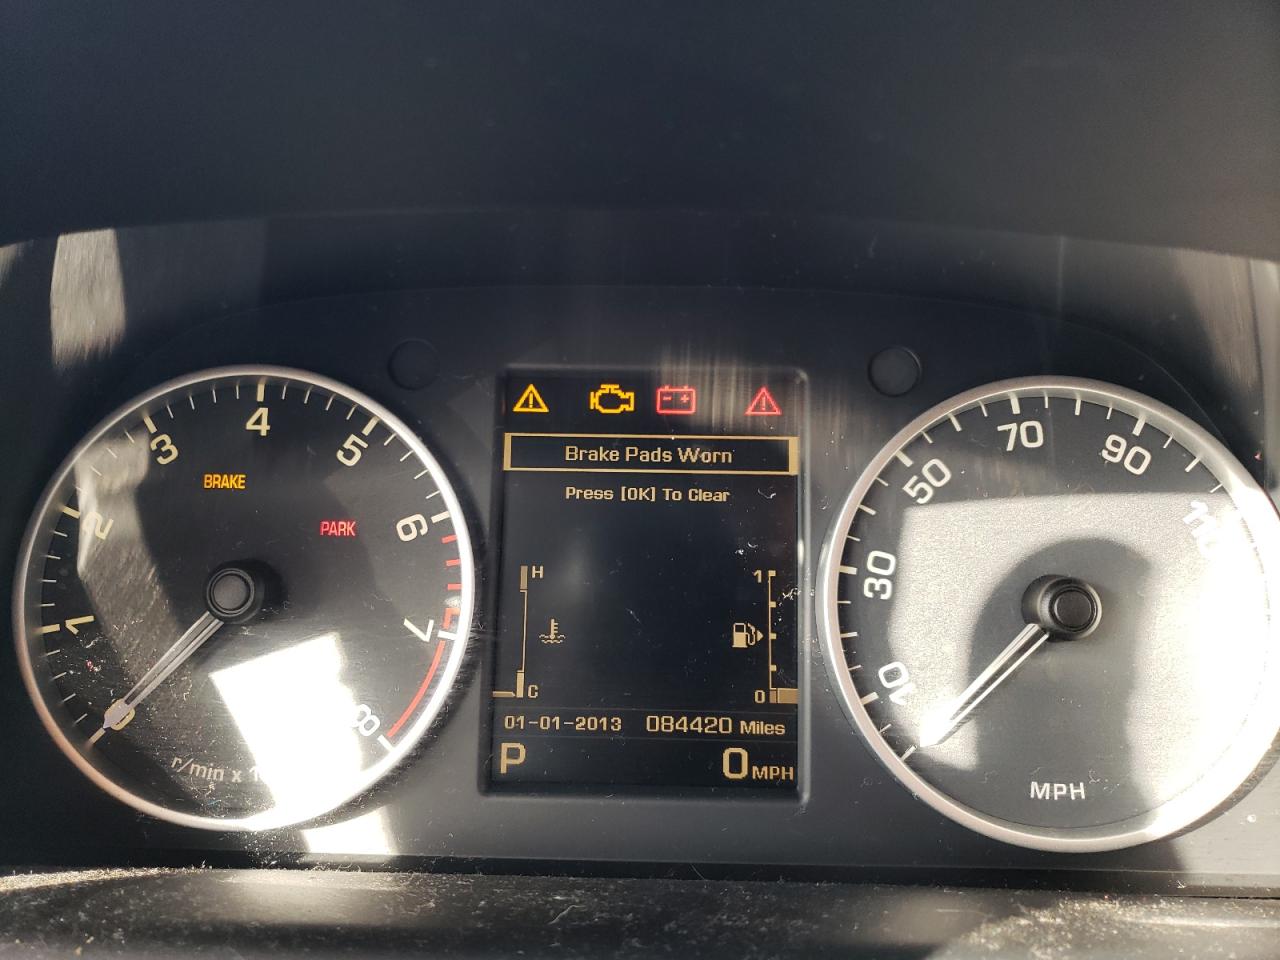 Brake Pads Worn
Press [OK] To Clear
H
C
1
0
01-01-2013 084420 Miles
P 0 MPH
0
1
2
3
4
5
6
7
8
BRAKE
PARK
r/min x 1
10
30
50
70
90
110
MPH